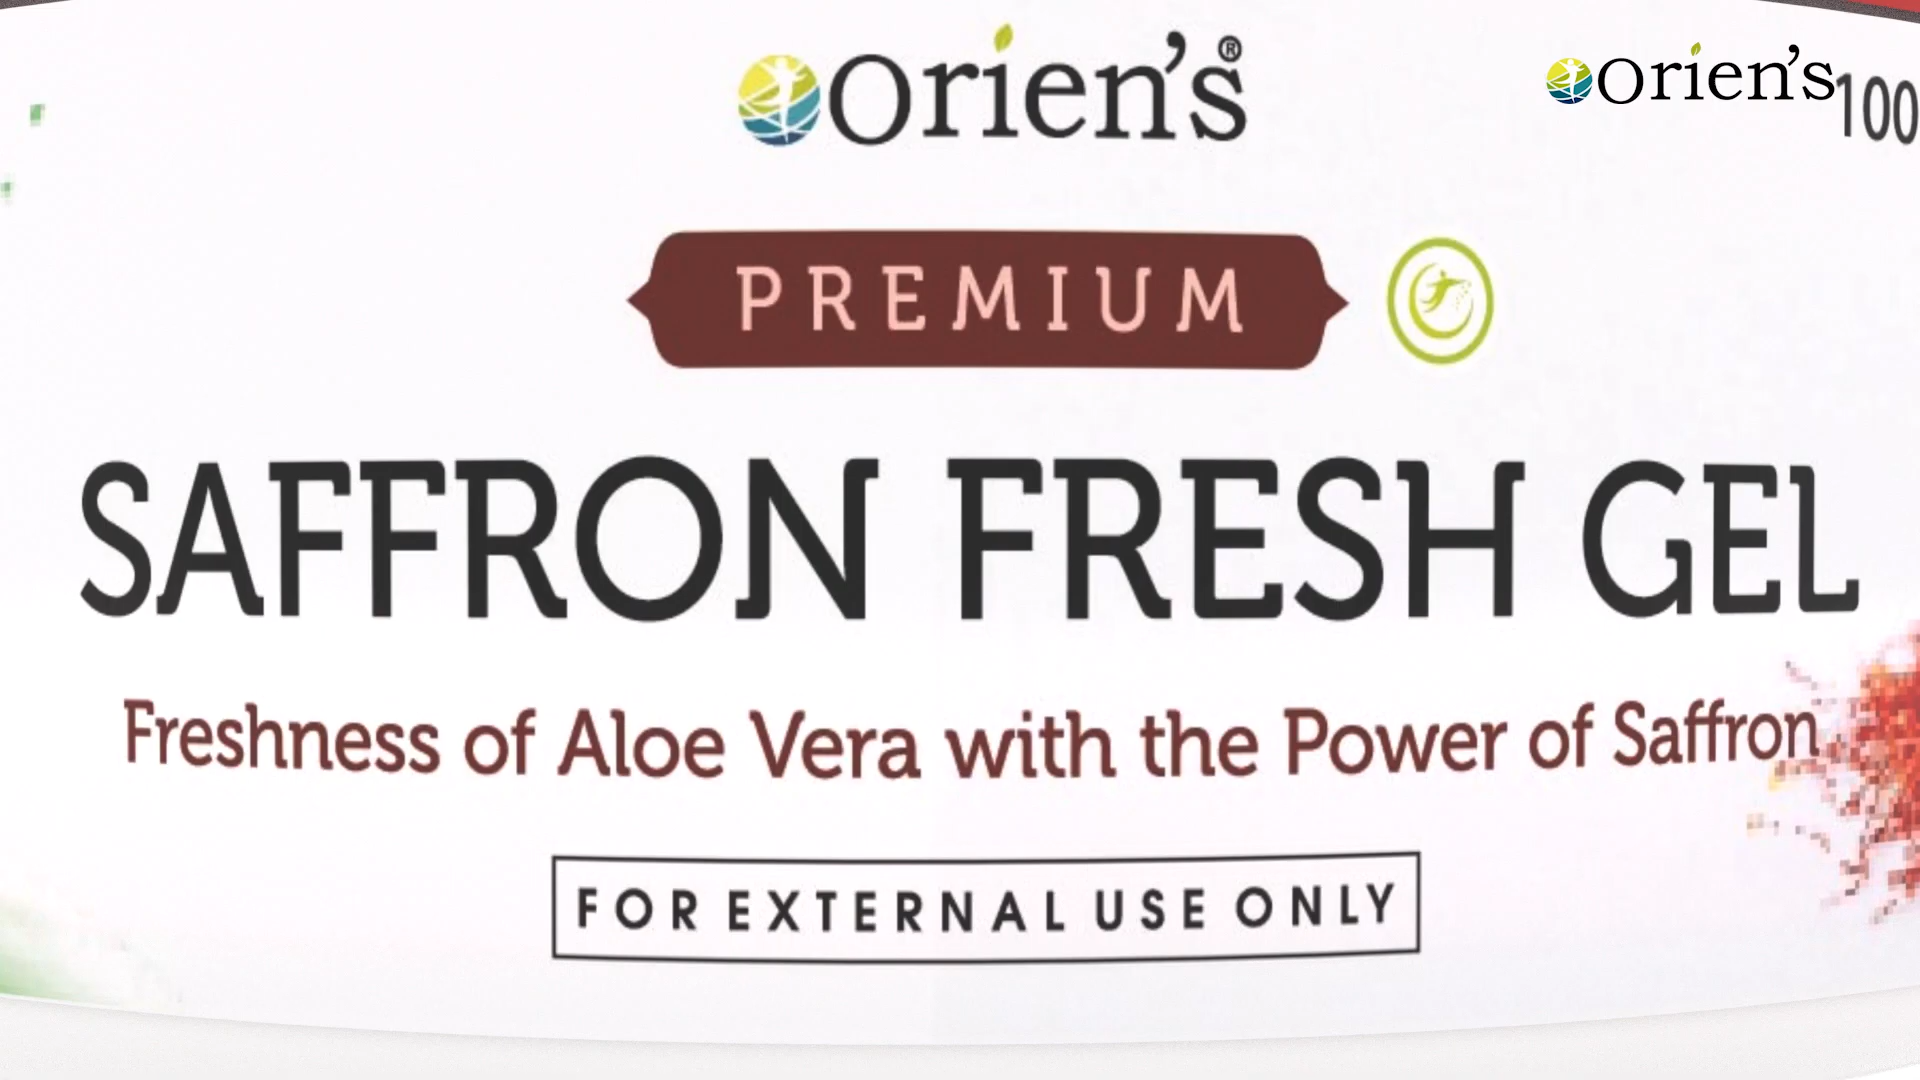 Orien's®
Orien's
100
PREMIUM
SAFFRON FRESH GEL
Freshness of Aloe Vera with the Power of Saffron
FOR EXTERNAL USE ONLY